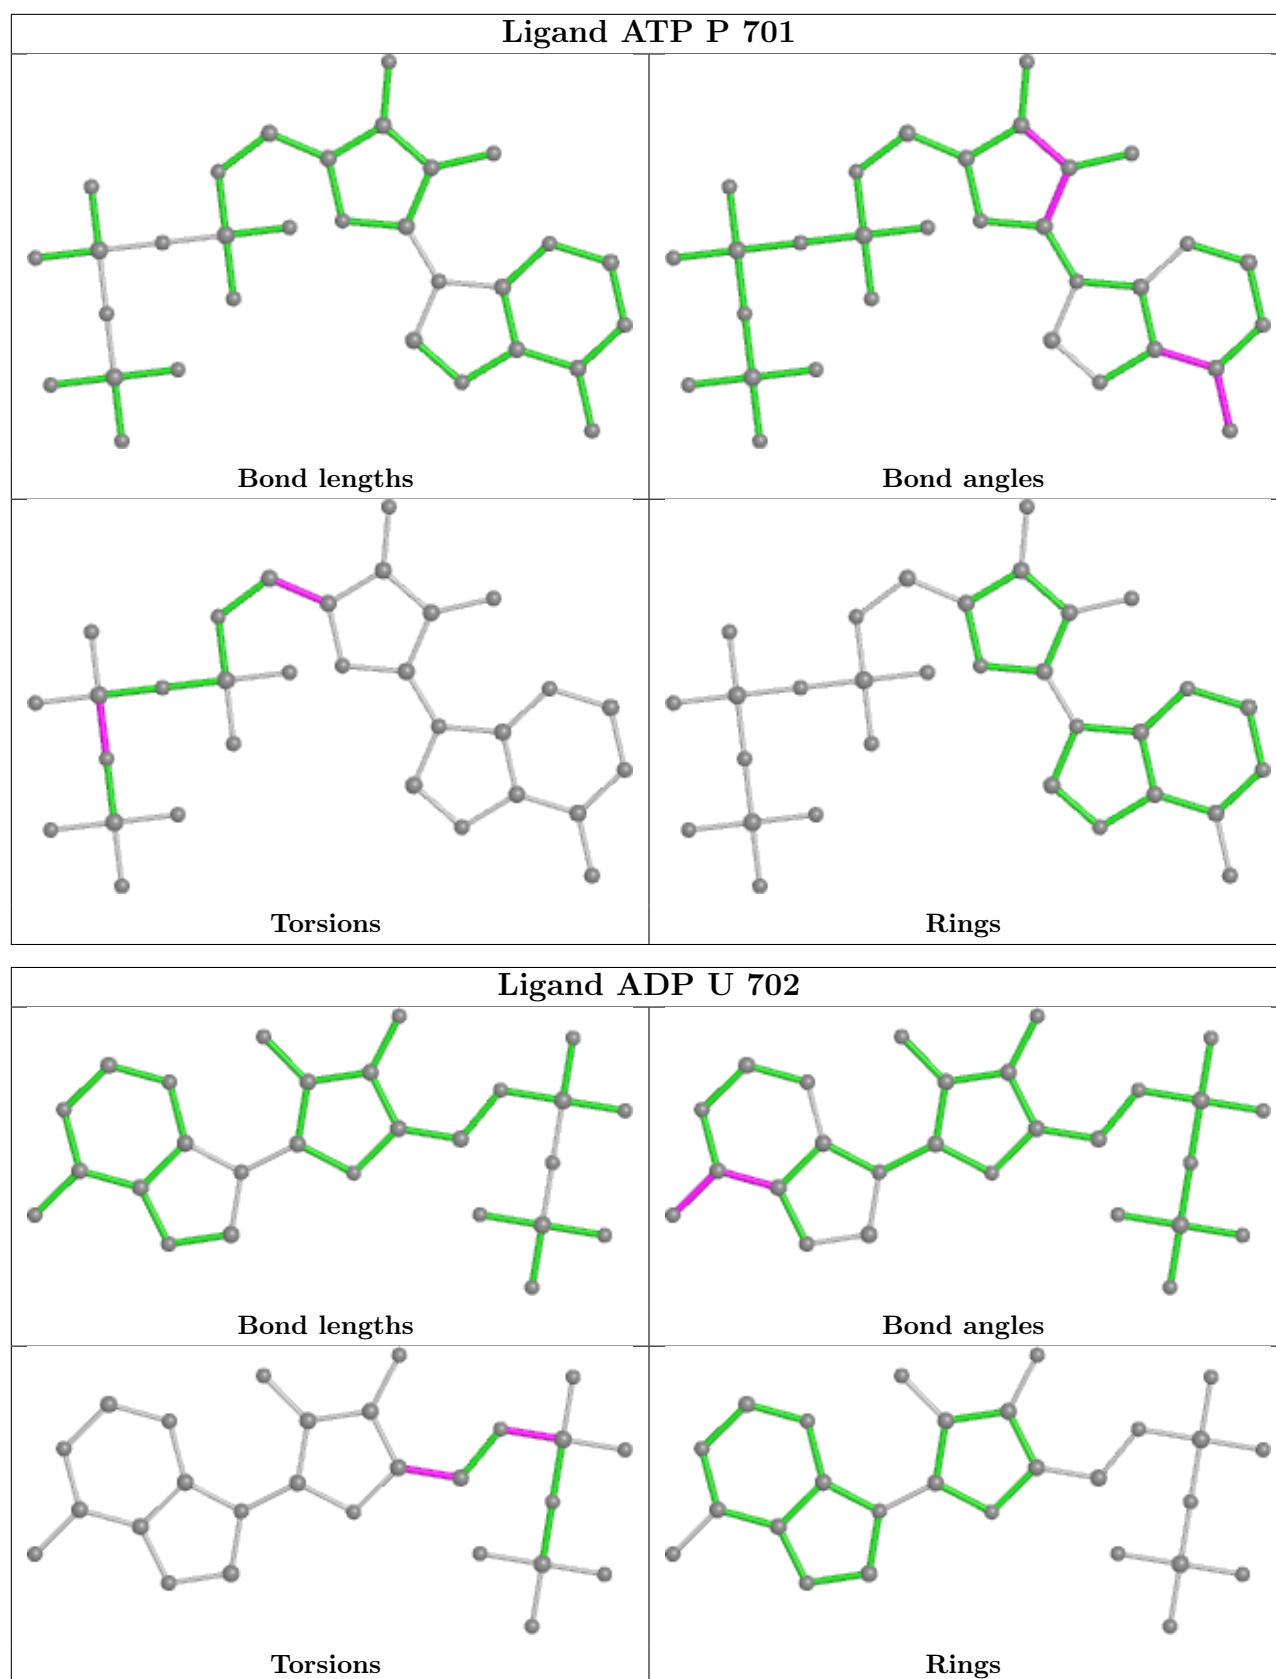 Ligand ATP P 701
Bond lengths
Bond angles
Torsions
Rings
Ligand ADP U 702
Bond lengths
Bond angles
Torsions
Rings